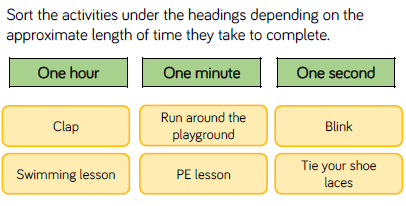 Sort the activities under the headings depending on the
approximate length of time they take to complete.
One hour
One minute
One second
Clap
Run around the
playground
Blink
Swimming lesson
PE lesson
Tie your shoe
laces